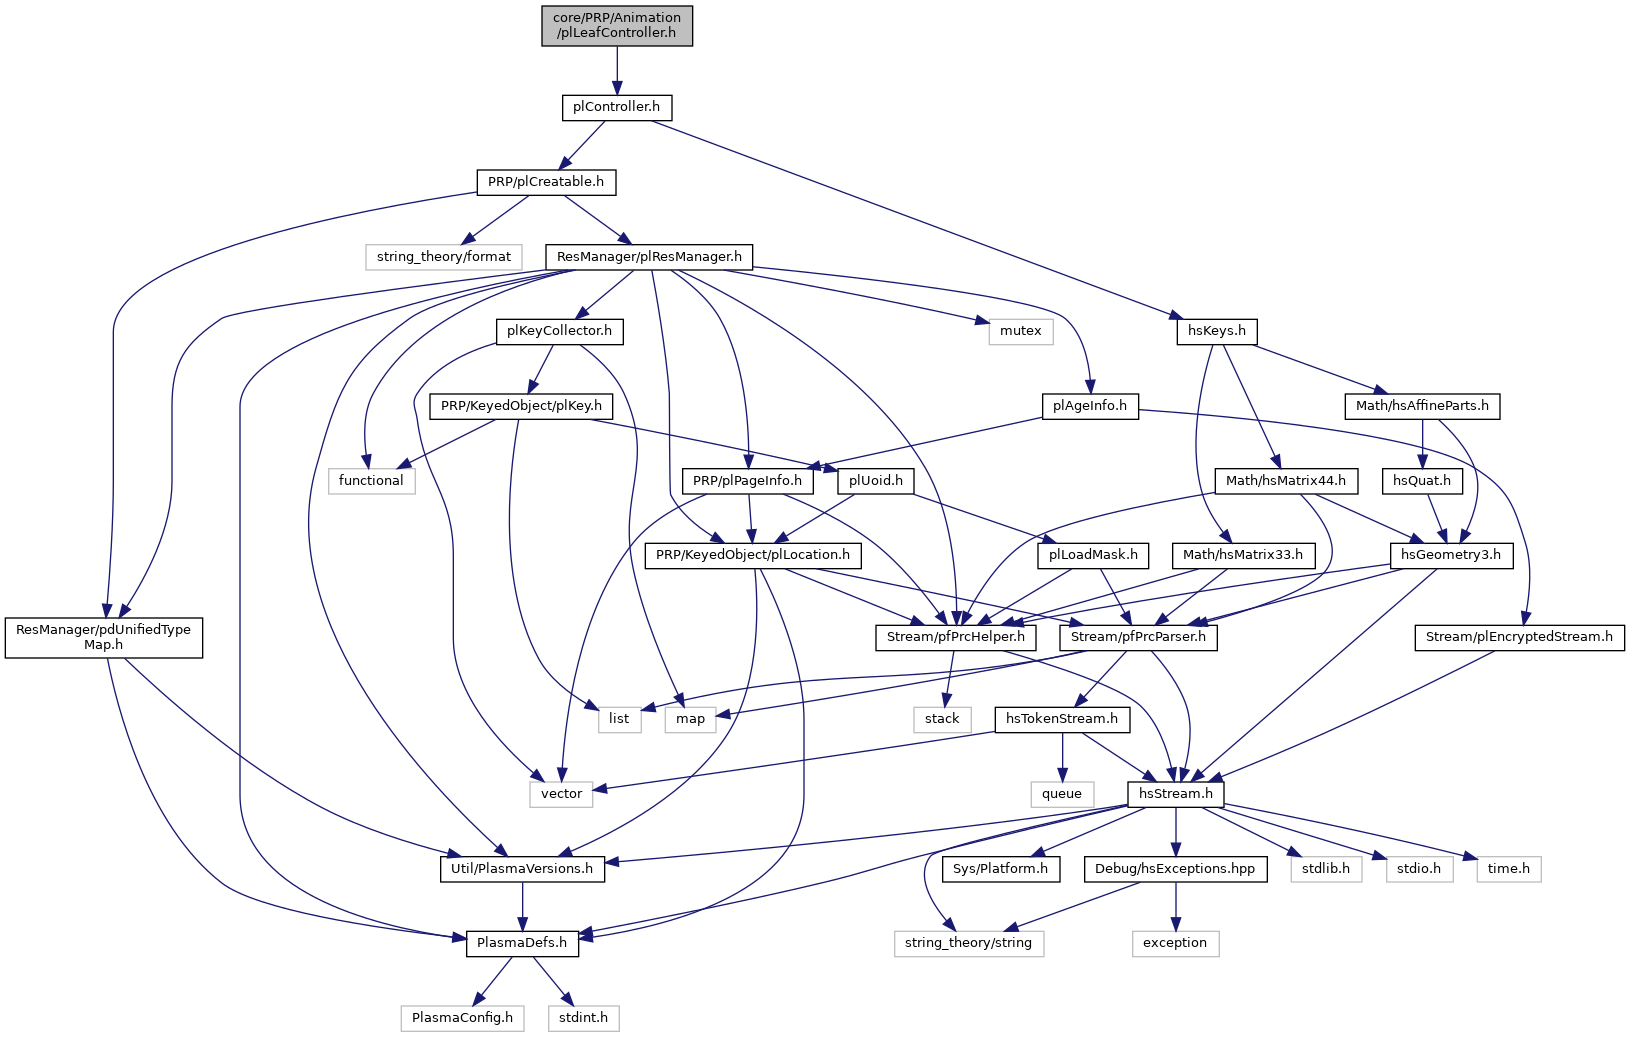 core/PRP/Animation
/plLeafController.h
plController.h
PRP/plCreatable.h
string_theory/format
ResManager/plResManager.h
plKeyCollector.h
mutex
hsKeys.h
PRP/KeyedObject/plKey.h
plAgeInfo.h
Math/hsAffineParts.h
functional
PRP/plPageInfo.h
plUoid.h
Math/hsMatrix44.h
hsQuat.h
PRP/KeyedObject/plLocation.h
plLoadMask.h
Math/hsMatrix33.h
hsGeometry3.h
ResManager/pdUnifiedType
Map.h
Stream/pfPrcHelper.h
Stream/pfPrcParser.h
Stream/plEncryptedStream.h
list
map
stack
hsTokenStream.h
vector
queue
hsStream.h
Util/PlasmaVersions.h
Sys/Platform.h
Debug/hsExceptions.hpp
stdlib.h
stdio.h
time.h
PlasmaDefs.h
string_theory/string
exception
PlasmaConfig.h
stdint.h